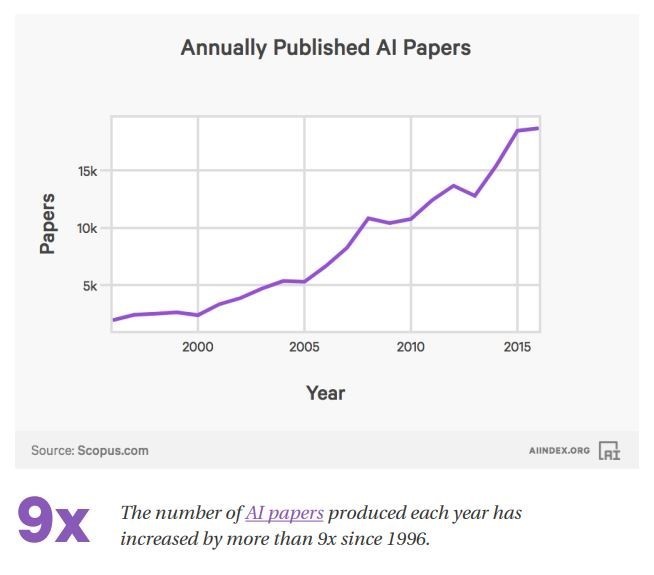 Annually Published AI Papers
15k
10k
5k
Papers
2000 2005 2010 2015
Year
Source: Scopus.com
AIINDEX.ORG AI
9x
The number of AI papers produced each year has
increased by more than 9x since 1996.